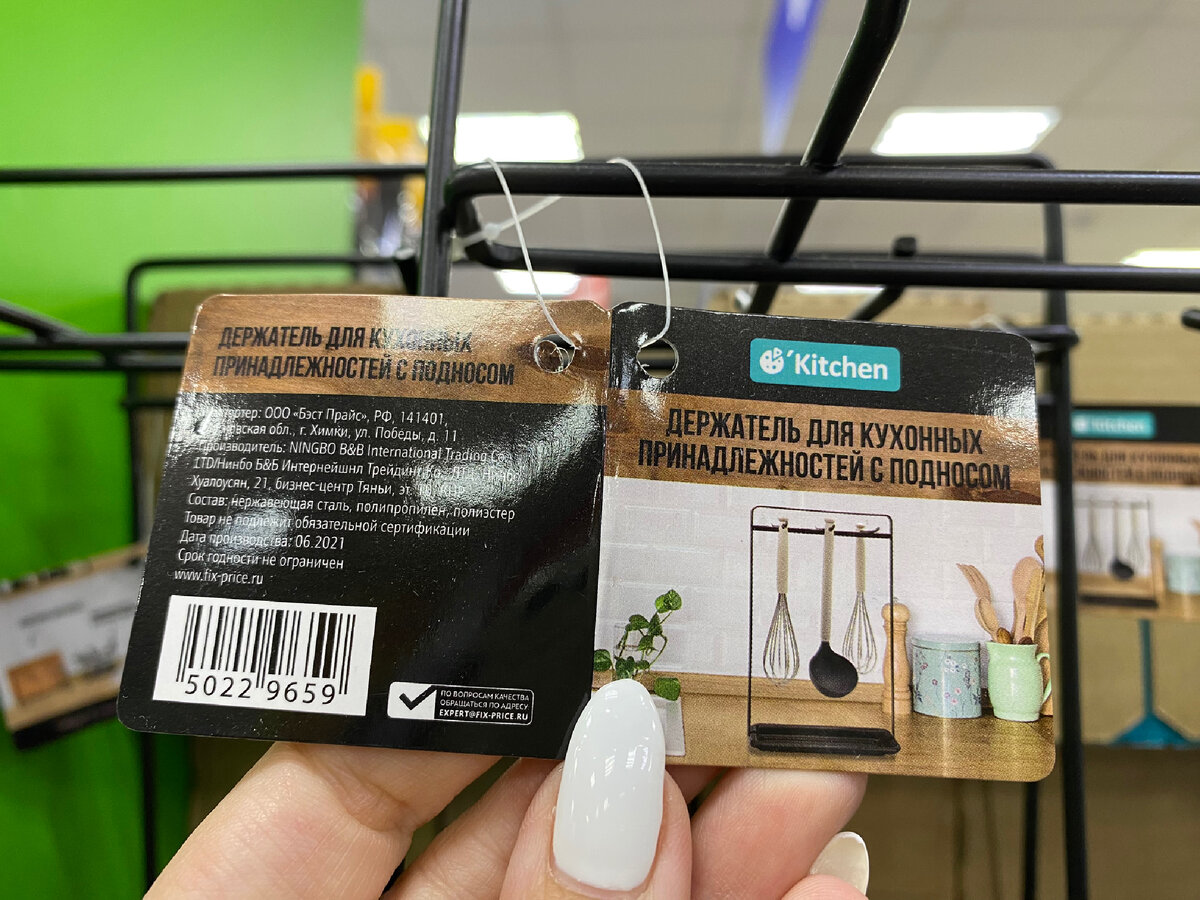 ДЕРЖАТЕЛЬ ДЛЯ КУХОННЫХ
ПРИНАДЛЕЖНОСТЕЙ С ПОДНОСОМ
ООО «Бэст Прайс», РФ, 141401,
обл., г. Химки, ул. Победы, д. 11
Производитель: NINGBO B&B International Trading Co.,
LTD/Нинбо Б&Б Интернейшнл Трейдинг Ко.,
Хуалоусян, 21, бизнес-центр Тяньи, эт.
Состав: нержавеющая сталь, полипропилен, полиэстер
Товар не подлежит обязательной сертификации
Дата производства: 06.2021
Срок годности не ограничен
www.fix-price.ru
5022 9659
ПО ВОПРОСАМ КАЧЕСТВА
ОБРАЩАТЬСЯ ПО АДРЕСУ
EXPERT@FIX-PRICE.RU
´Kitchen
ДЕРЖАТЕЛЬ ДЛЯ КУХОННЫХ
ПРИНАДЛЕЖНОСТЕЙ С ПОДНОСОМ